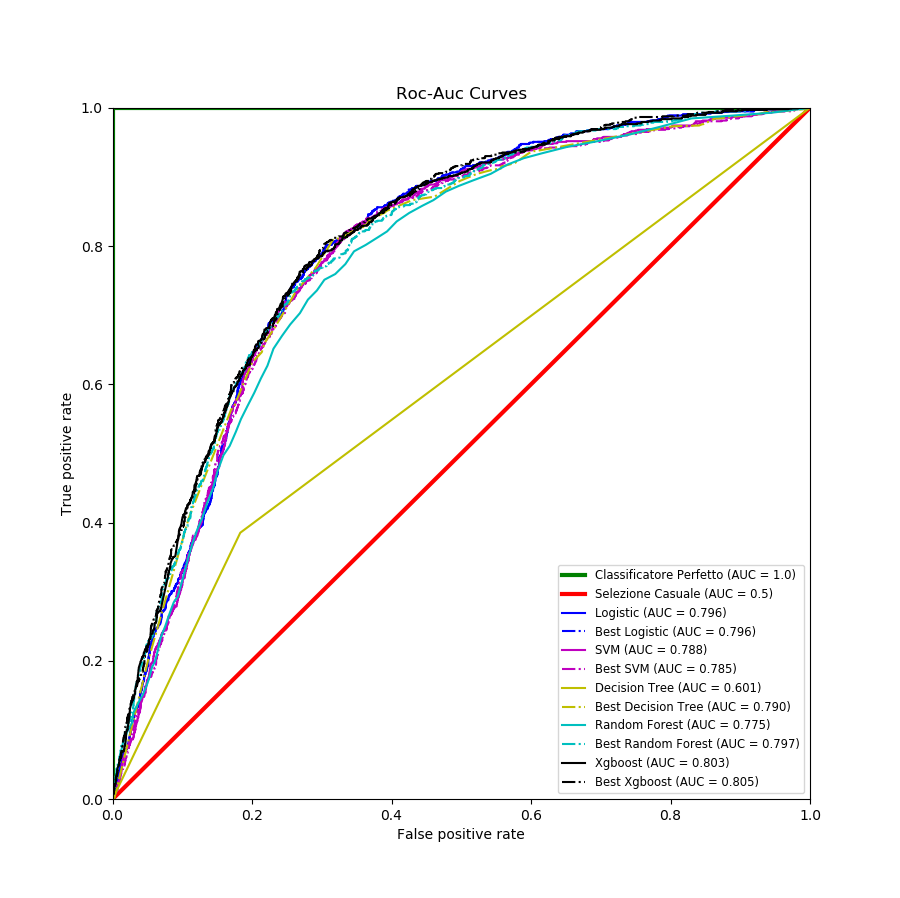 Roc-Auc Curves
1.0
0.8
0.6
0.4
0.2
0.0
True positive rate
0.0 0.2 0.4 0.6 0.8 1.0
False positive rate
Classificatore Perfetto (AUC = 1.0)
Selezione Casuale (AUC = 0.5)
Logistic (AUC = 0.796)
Best Logistic (AUC = 0.796)
SVM (AUC = 0.788)
Best SVM (AUC = 0.785)
Decision Tree (AUC = 0.601)
Best Decision Tree (AUC = 0.790)
Random Forest (AUC = 0.775)
Best Random Forest (AUC = 0.797)
Xgboost (AUC = 0.803)
Best Xgboost (AUC = 0.805)